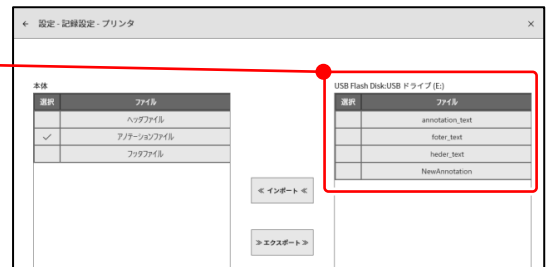 ← 設定 - 記録設定 - プリンタ ×
本体
選択 ファイル
ヘッダファイル
✓ アノテーションファイル
フッタファイル
≪ インポート ≪
≫ エクスポート ≫
USB Flash Disk:USB ドライブ (E:)
選択 ファイル
annotation_text
foter_text
heder_text
NewAnnotation